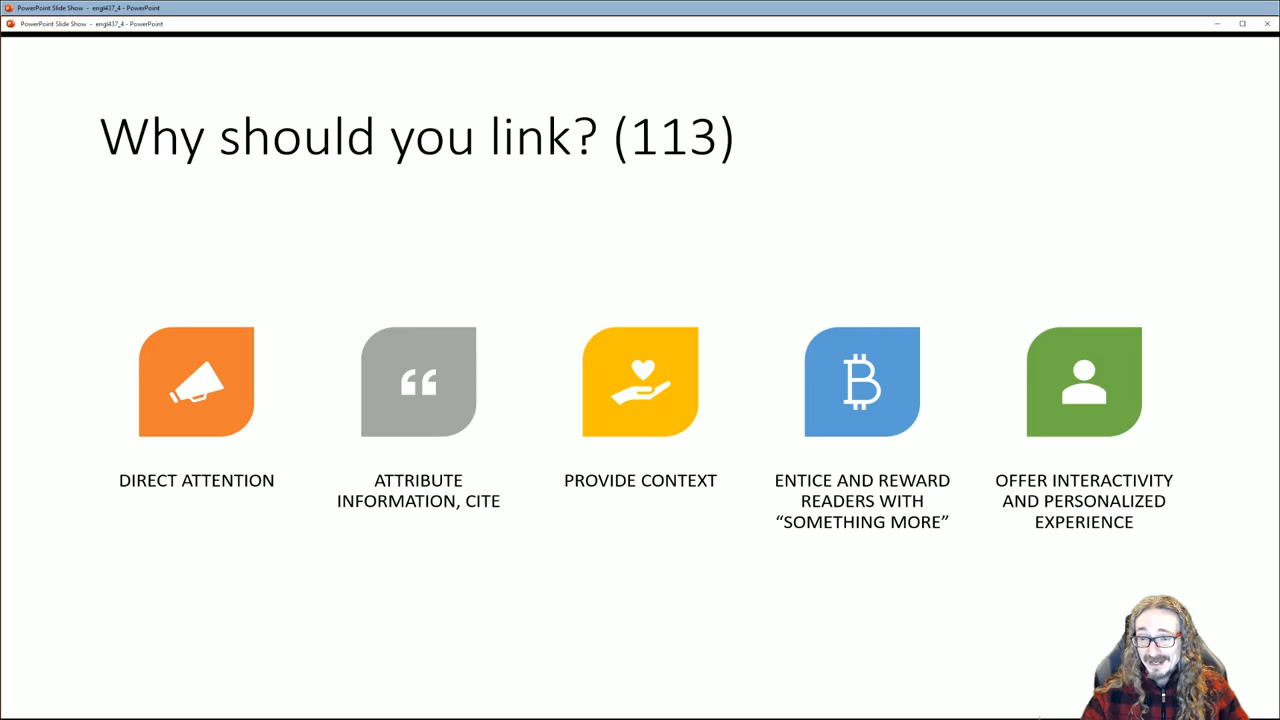 PowerPoint Slide Show - engl437_4 - PowerPoint
PowerPoint Slide Show - engl437_4 - PowerPoint
Why should you link? (113)
DIRECT ATTENTION
ATTRIBUTE
INFORMATION, CITE
PROVIDE CONTEXT
ENTICE AND REWARD
READERS WITH
“SOMETHING MORE”
OFFER INTERACTIVITY
AND PERSONALIZED
EXPERIENCE